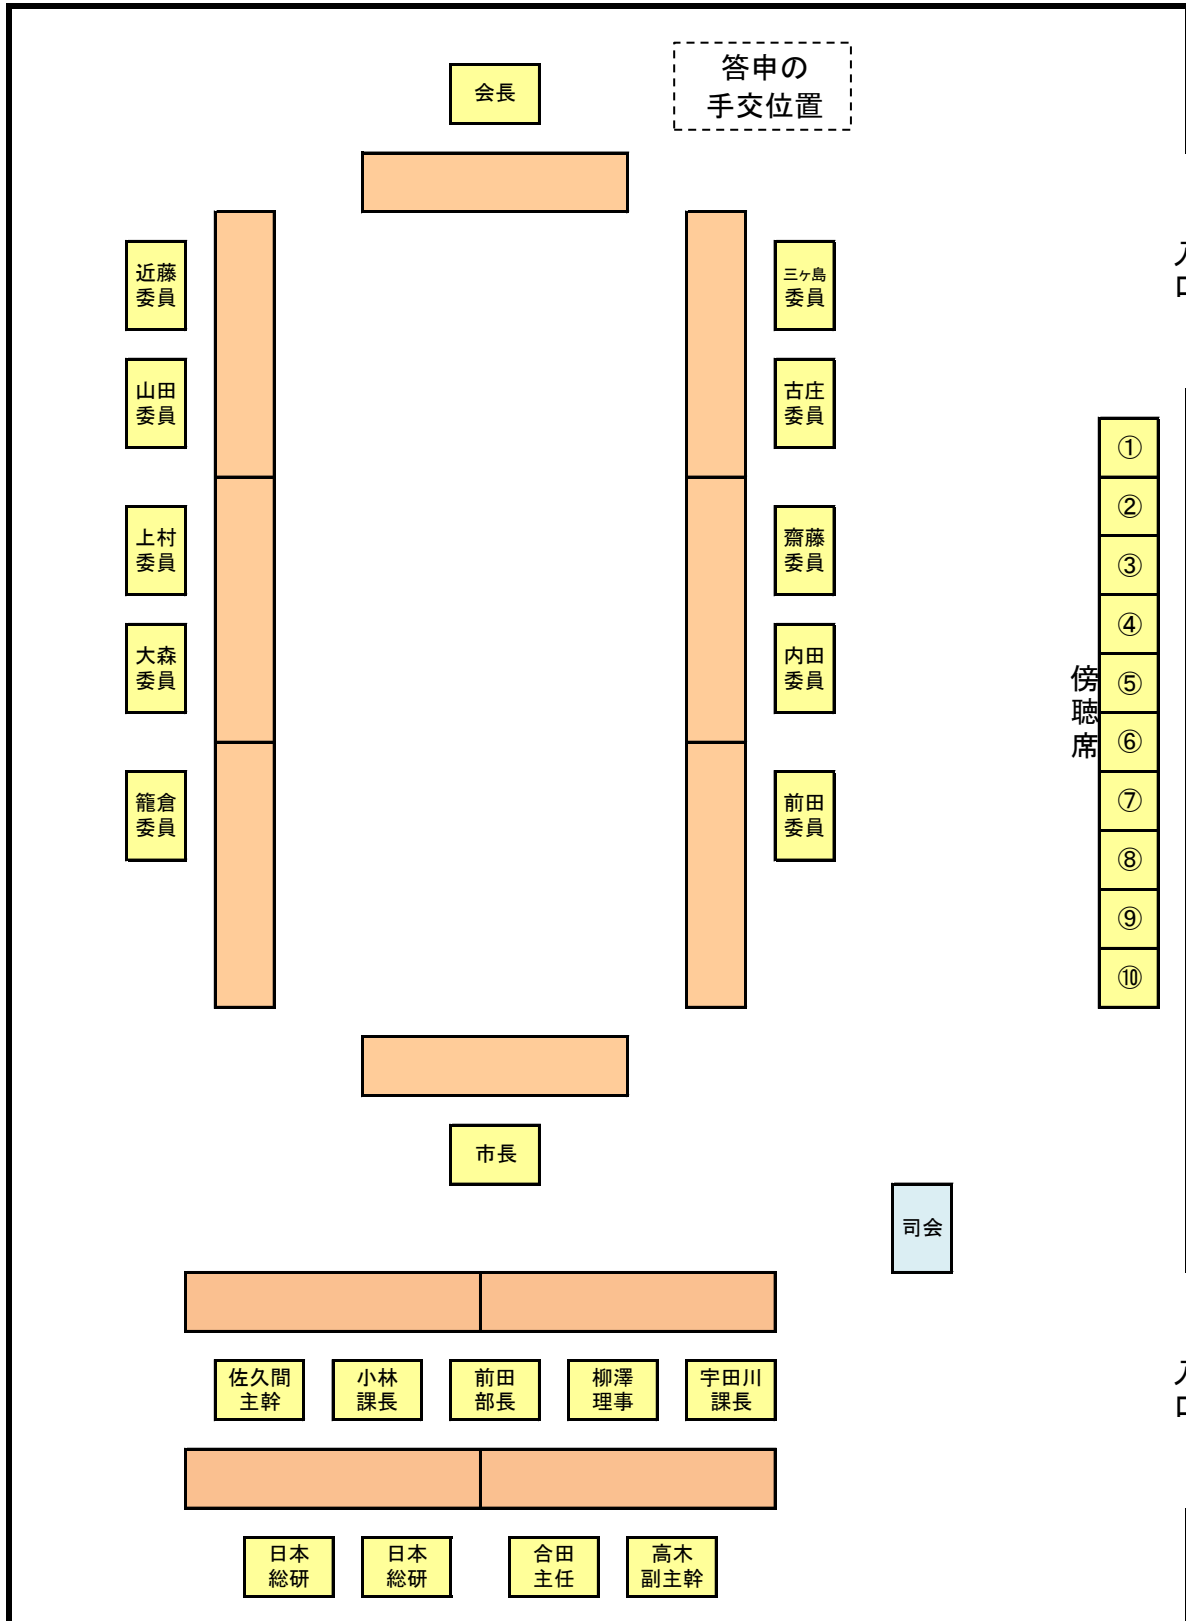 会長
答申の
手交位置
近藤
委員
三ヶ島
委員
入口
山田
委員
古庄
委員
上村
委員
齋藤
委員
大森
委員
内田
委員
籠倉
委員
前田
委員
傍聴席
①
②
③
④
⑤
⑥
⑦
⑧
⑨
⑩
市長
司会
佐久間
主幹
小林
課長
前田
部長
柳澤
理事
宇田川
課長
入口
日本
総研
日本
総研
合田
主任
高木
副主幹